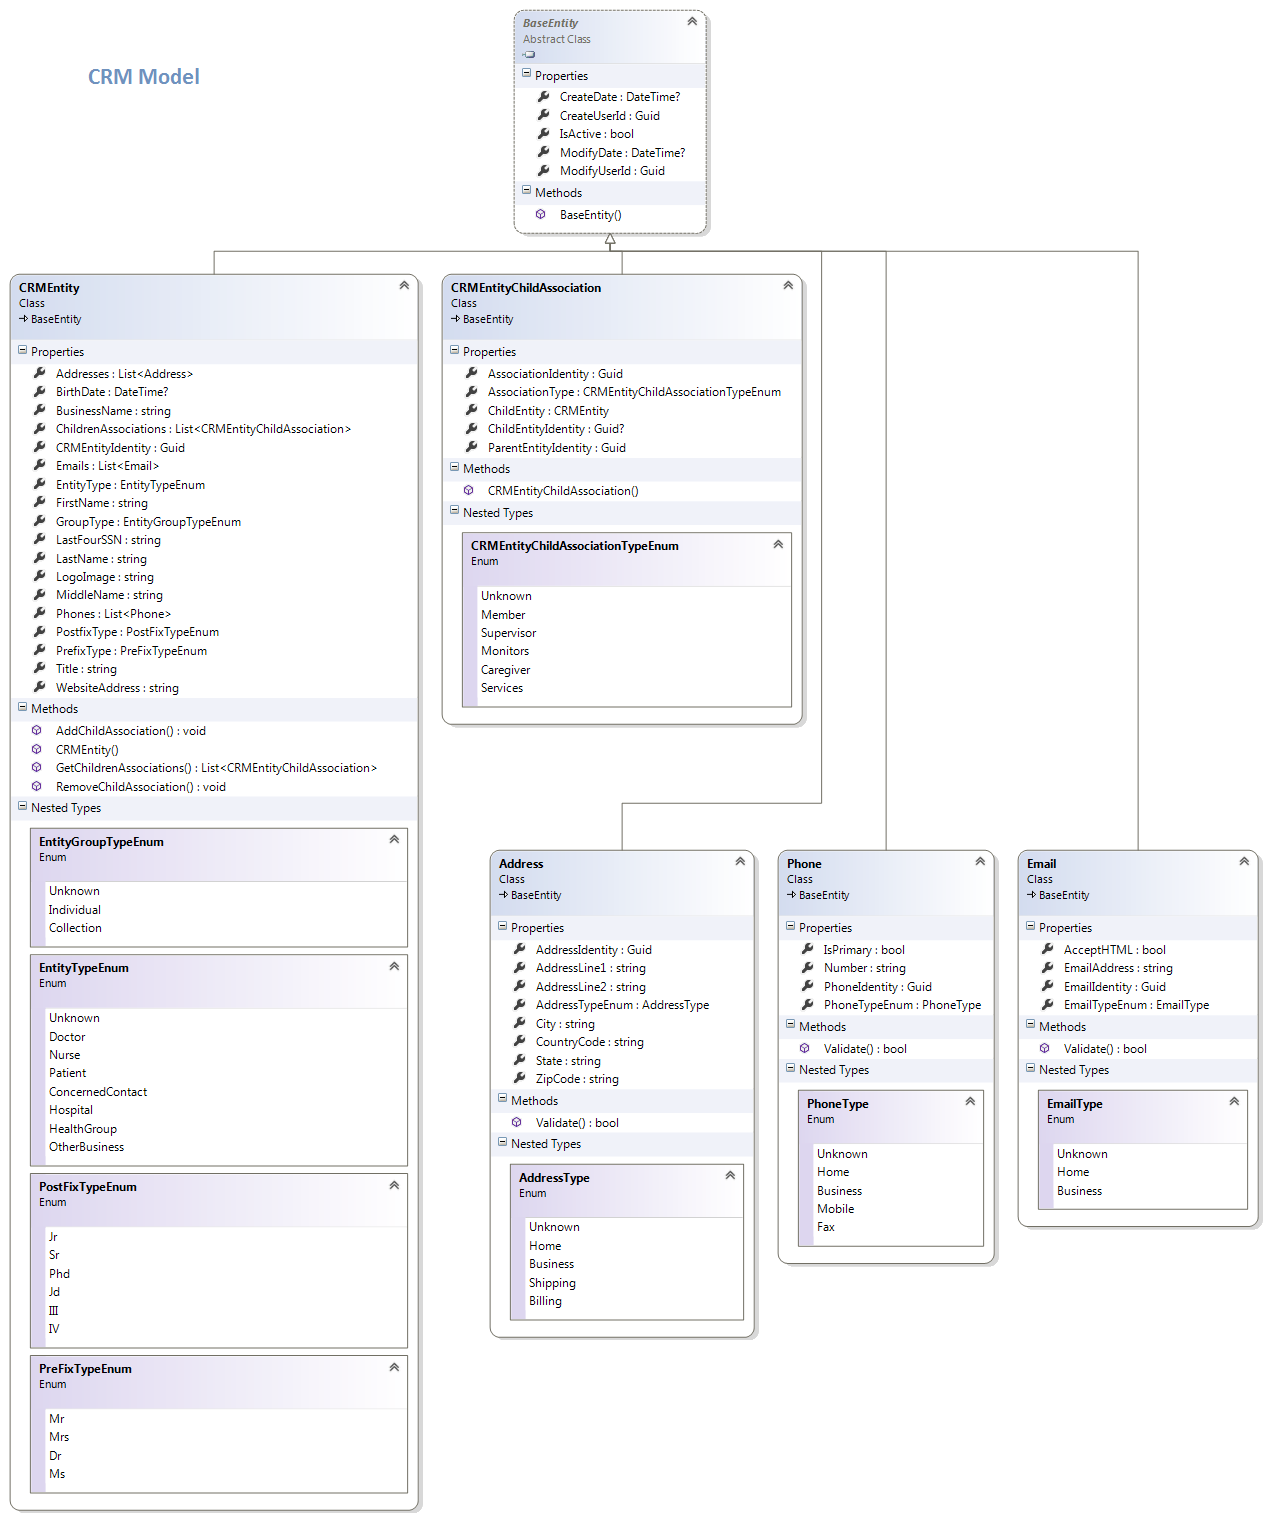 CRM Model
BaseEntity
Abstract Class
Properties
CreateDate : DateTime?
CreateUserId : Guid
IsActive : bool
ModifyDate : DateTime?
ModifyUserId : Guid
Methods
BaseEntity()
CRMEntity
Class
BaseEntity
Properties
Addresses : List<Address>
BirthDate : DateTime?
BusinessName : string
ChildrenAssociations : List<CRMEntityChildAssociation>
CRMEntityIdentity : Guid
Emails : List<Email>
EntityType : EntityTypeEnum
FirstName : string
GroupType : EntityGroupTypeEnum
LastFourSSN : string
LastName : string
LogoImage : string
MiddleName : string
Phones : List<Phone>
PostfixType : PostFixTypeEnum
PrefixType : PreFixTypeEnum
Title : string
WebsiteAddress : string
Methods
AddChildAssociation() : void
CRMEntity()
GetChildrenAssociations() : List<CRMEntityChildAssociation>
RemoveChildAssociation() : void
Nested Types
EntityGroupTypeEnum
Enum
Unknown
Individual
Collection
EntityTypeEnum
Enum
Unknown
Doctor
Nurse
Patient
ConcernedContact
Hospital
HealthGroup
OtherBusiness
PostFixTypeEnum
Enum
Jr
Sr
Phd
Jd
III
IV
PreFixTypeEnum
Enum
Mr
Mrs
Dr
Ms
CRMEntityChildAssociation
Class
BaseEntity
Properties
AssociationIdentity : Guid
AssociationType : CRMEntityChildAssociationTypeEnum
ChildEntity : CRMEntity
ChildEntityIdentity : Guid?
ParentEntityIdentity : Guid
Methods
CRMEntityChildAssociation()
Nested Types
CRMEntityChildAssociationTypeEnum
Enum
Unknown
Member
Supervisor
Monitors
Caregiver
Services
Address
Class
BaseEntity
Properties
AddressIdentity : Guid
AddressLine1 : string
AddressLine2 : string
AddressTypeEnum : AddressType
City : string
CountryCode : string
State : string
ZipCode : string
Methods
Validate() : bool
Nested Types
AddressType
Enum
Unknown
Home
Business
Shipping
Billing
Phone
Class
BaseEntity
Properties
IsPrimary : bool
Number : string
PhoneIdentity : Guid
PhoneTypeEnum : PhoneType
Methods
Validate() : bool
Nested Types
PhoneType
Enum
Unknown
Home
Business
Mobile
Fax
Email
Class
BaseEntity
Properties
AcceptHTML : bool
EmailAddress : string
EmailIdentity : Guid
EmailTypeEnum : EmailType
Methods
Validate() : bool
Nested Types
EmailType
Enum
Unknown
Home
Business